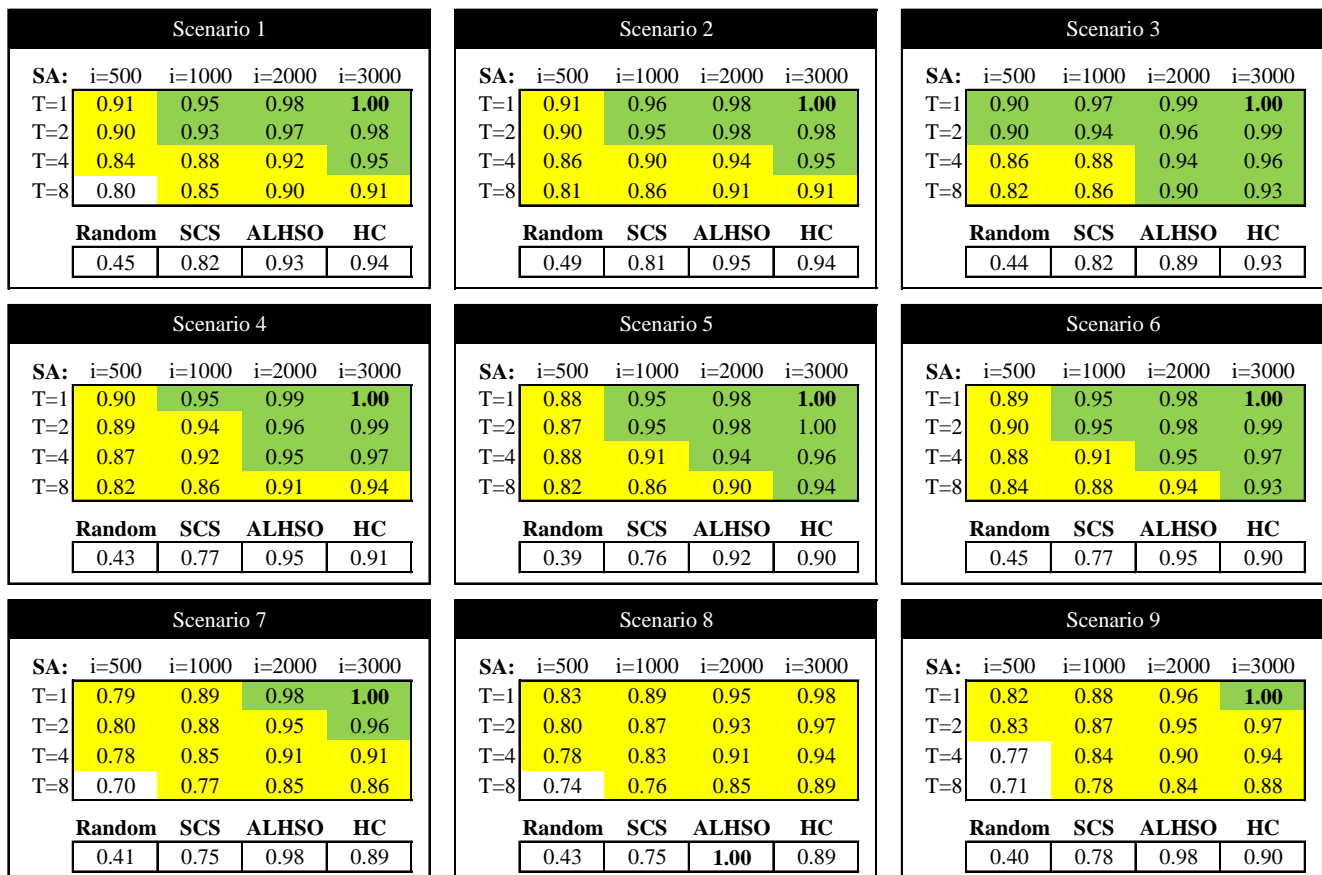 Scenario 1
SA: i=500 i=1000 i=2000 i=3000
T=1 0.91 0.95 0.98 1.00
T=2 0.90 0.93 0.97 0.98
T=4 0.84 0.88 0.92 0.95
T=8 0.80 0.85 0.90 0.91
Random SCS ALHSO HC
0.45 0.82 0.93 0.94
Scenario 2
SA: i=500 i=1000 i=2000 i=3000
T=1 0.91 0.96 0.98 1.00
T=2 0.90 0.95 0.98 0.98
T=4 0.86 0.90 0.94 0.95
T=8 0.81 0.86 0.91 0.91
Random SCS ALHSO HC
0.49 0.81 0.95 0.94
Scenario 3
SA: i=500 i=1000 i=2000 i=3000
T=1 0.90 0.97 0.99 1.00
T=2 0.90 0.94 0.96 0.99
T=4 0.86 0.88 0.94 0.96
T=8 0.82 0.86 0.90 0.93
Random SCS ALHSO HC
0.44 0.82 0.89 0.93
Scenario 4
SA: i=500 i=1000 i=2000 i=3000
T=1 0.90 0.95 0.99 1.00
T=2 0.89 0.94 0.96 0.99
T=4 0.87 0.92 0.95 0.97
T=8 0.82 0.86 0.91 0.94
Random SCS ALHSO HC
0.43 0.77 0.95 0.91
Scenario 5
SA: i=500 i=1000 i=2000 i=3000
T=1 0.88 0.95 0.98 1.00
T=2 0.87 0.95 0.98 1.00
T=4 0.88 0.91 0.94 0.96
T=8 0.82 0.86 0.90 0.94
Random SCS ALHSO HC
0.39 0.76 0.92 0.90
Scenario 6
SA: i=500 i=1000 i=2000 i=3000
T=1 0.89 0.95 0.98 1.00
T=2 0.90 0.95 0.98 0.99
T=4 0.88 0.91 0.95 0.97
T=8 0.84 0.88 0.94 0.93
Random SCS ALHSO HC
0.45 0.77 0.95 0.90
Scenario 7
SA: i=500 i=1000 i=2000 i=3000
T=1 0.79 0.89 0.98 1.00
T=2 0.80 0.88 0.95 0.96
T=4 0.78 0.85 0.91 0.91
T=8 0.70 0.77 0.85 0.86
Random SCS ALHSO HC
0.41 0.75 0.98 0.89
Scenario 8
SA: i=500 i=1000 i=2000 i=3000
T=1 0.83 0.89 0.95 0.98
T=2 0.80 0.87 0.93 0.97
T=4 0.78 0.83 0.91 0.94
T=8 0.74 0.76 0.85 0.89
Random SCS ALHSO HC
0.43 0.75 1.00 0.89
Scenario 9
SA: i=500 i=1000 i=2000 i=3000
T=1 0.82 0.88 0.96 1.00
T=2 0.83 0.87 0.95 0.97
T=4 0.77 0.84 0.90 0.94
T=8 0.71 0.78 0.84 0.88
Random SCS ALHSO HC
0.40 0.78 0.98 0.90